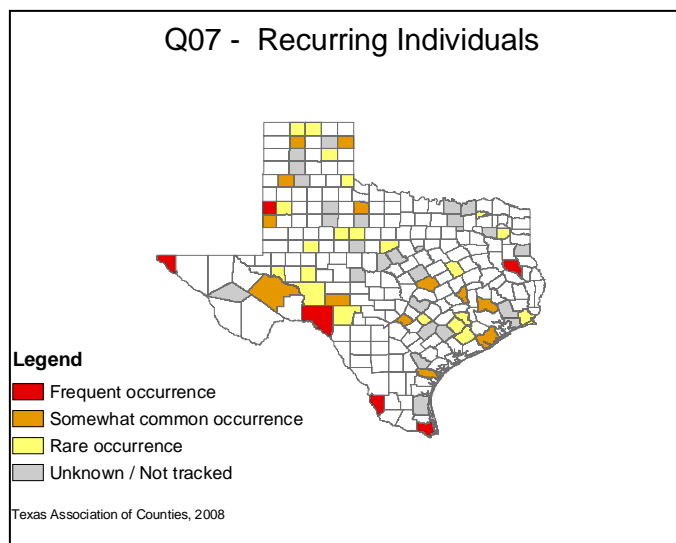 Q07 - Recurring Individuals
Legend
Frequent occurrence
Somewhat common occurrence
Rare occurrence
Unknown / Not tracked
Texas Association of Counties, 2008